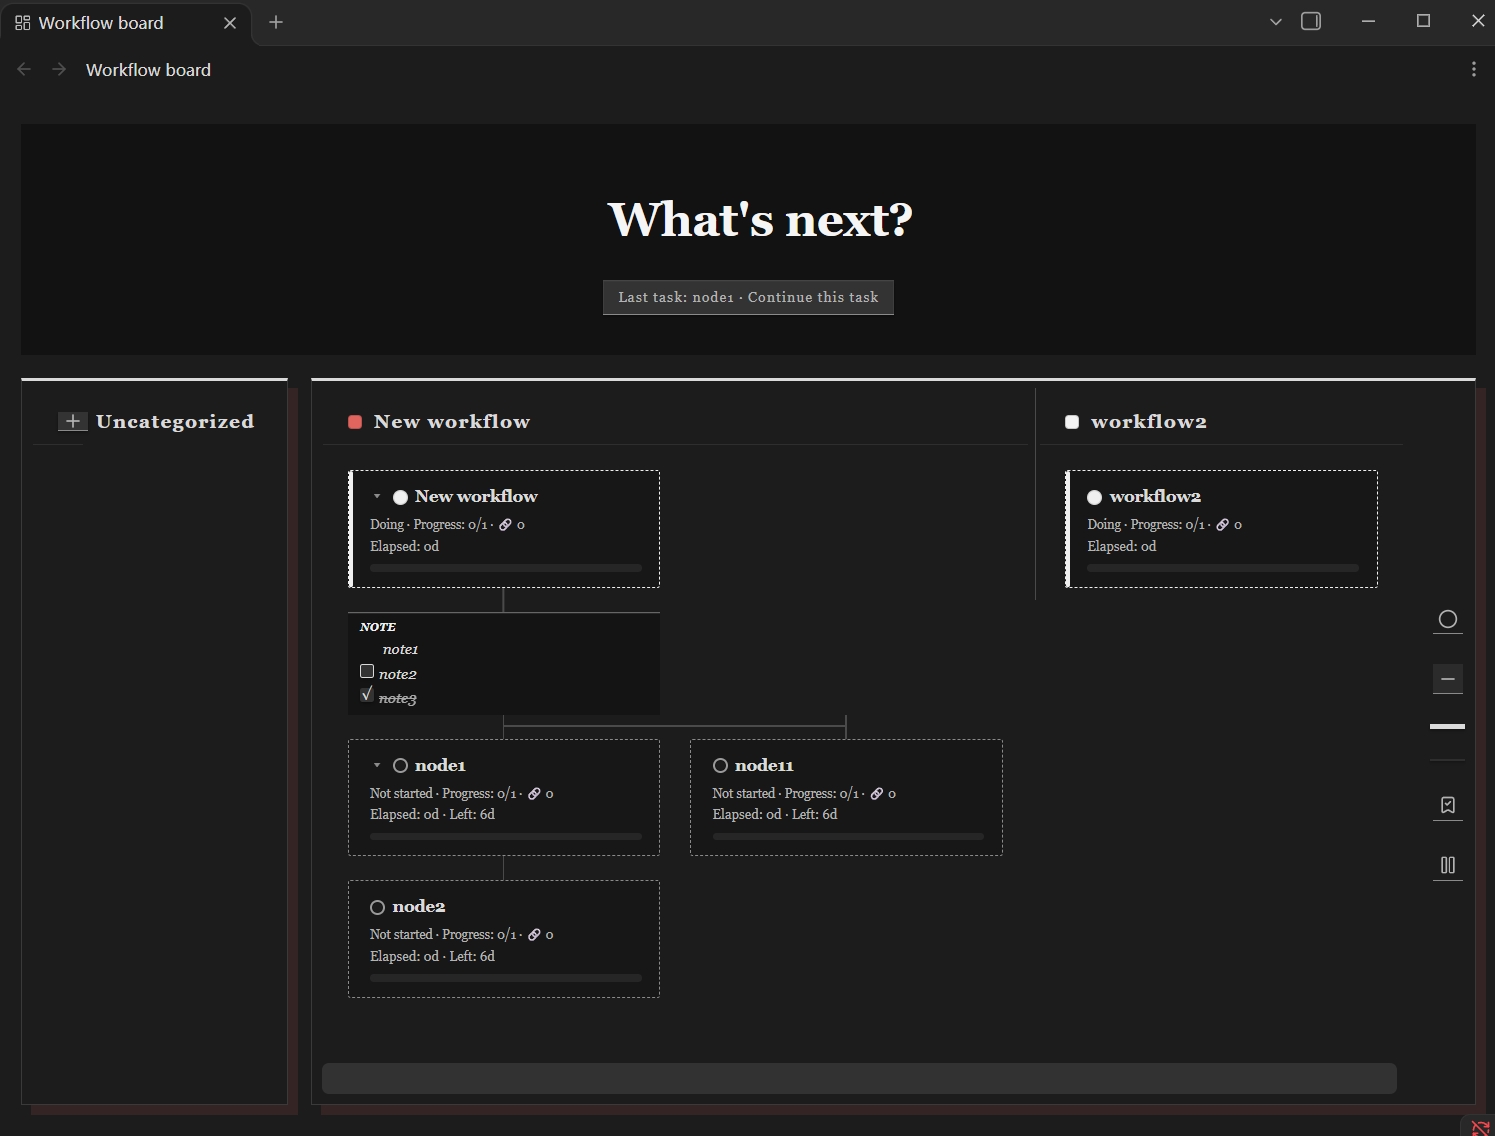 Workflow board
Workflow board
What's next?
Last task: node1 · Continue this task
Uncategorized
New workflow
workflow2
New workflow
Doing · Progress: 0/1 · 🔗 0
Elapsed: 0d
workflow2
Doing · Progress: 0/1 · 🔗 0
Elapsed: 0d
NOTE
note1
note2
note3
node1
Not started · Progress: 0/1 · 🔗 0
Elapsed: 0d · Left: 6d
node11
Not started · Progress: 0/1 · 🔗 0
Elapsed: 0d · Left: 6d
node2
Not started · Progress: 0/1 · 🔗 0
Elapsed: 0d · Left: 6d